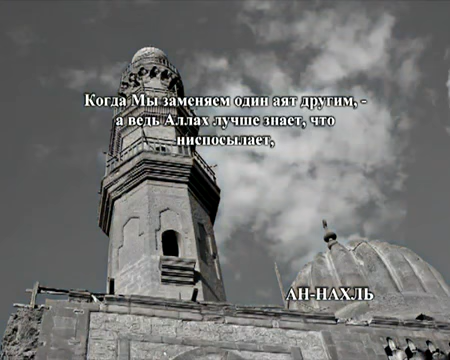 Когда Мы заменяем один аят другим, -
а ведь Аллах лучше знает, что
ниспосылает,
АН-НАХЛЬ